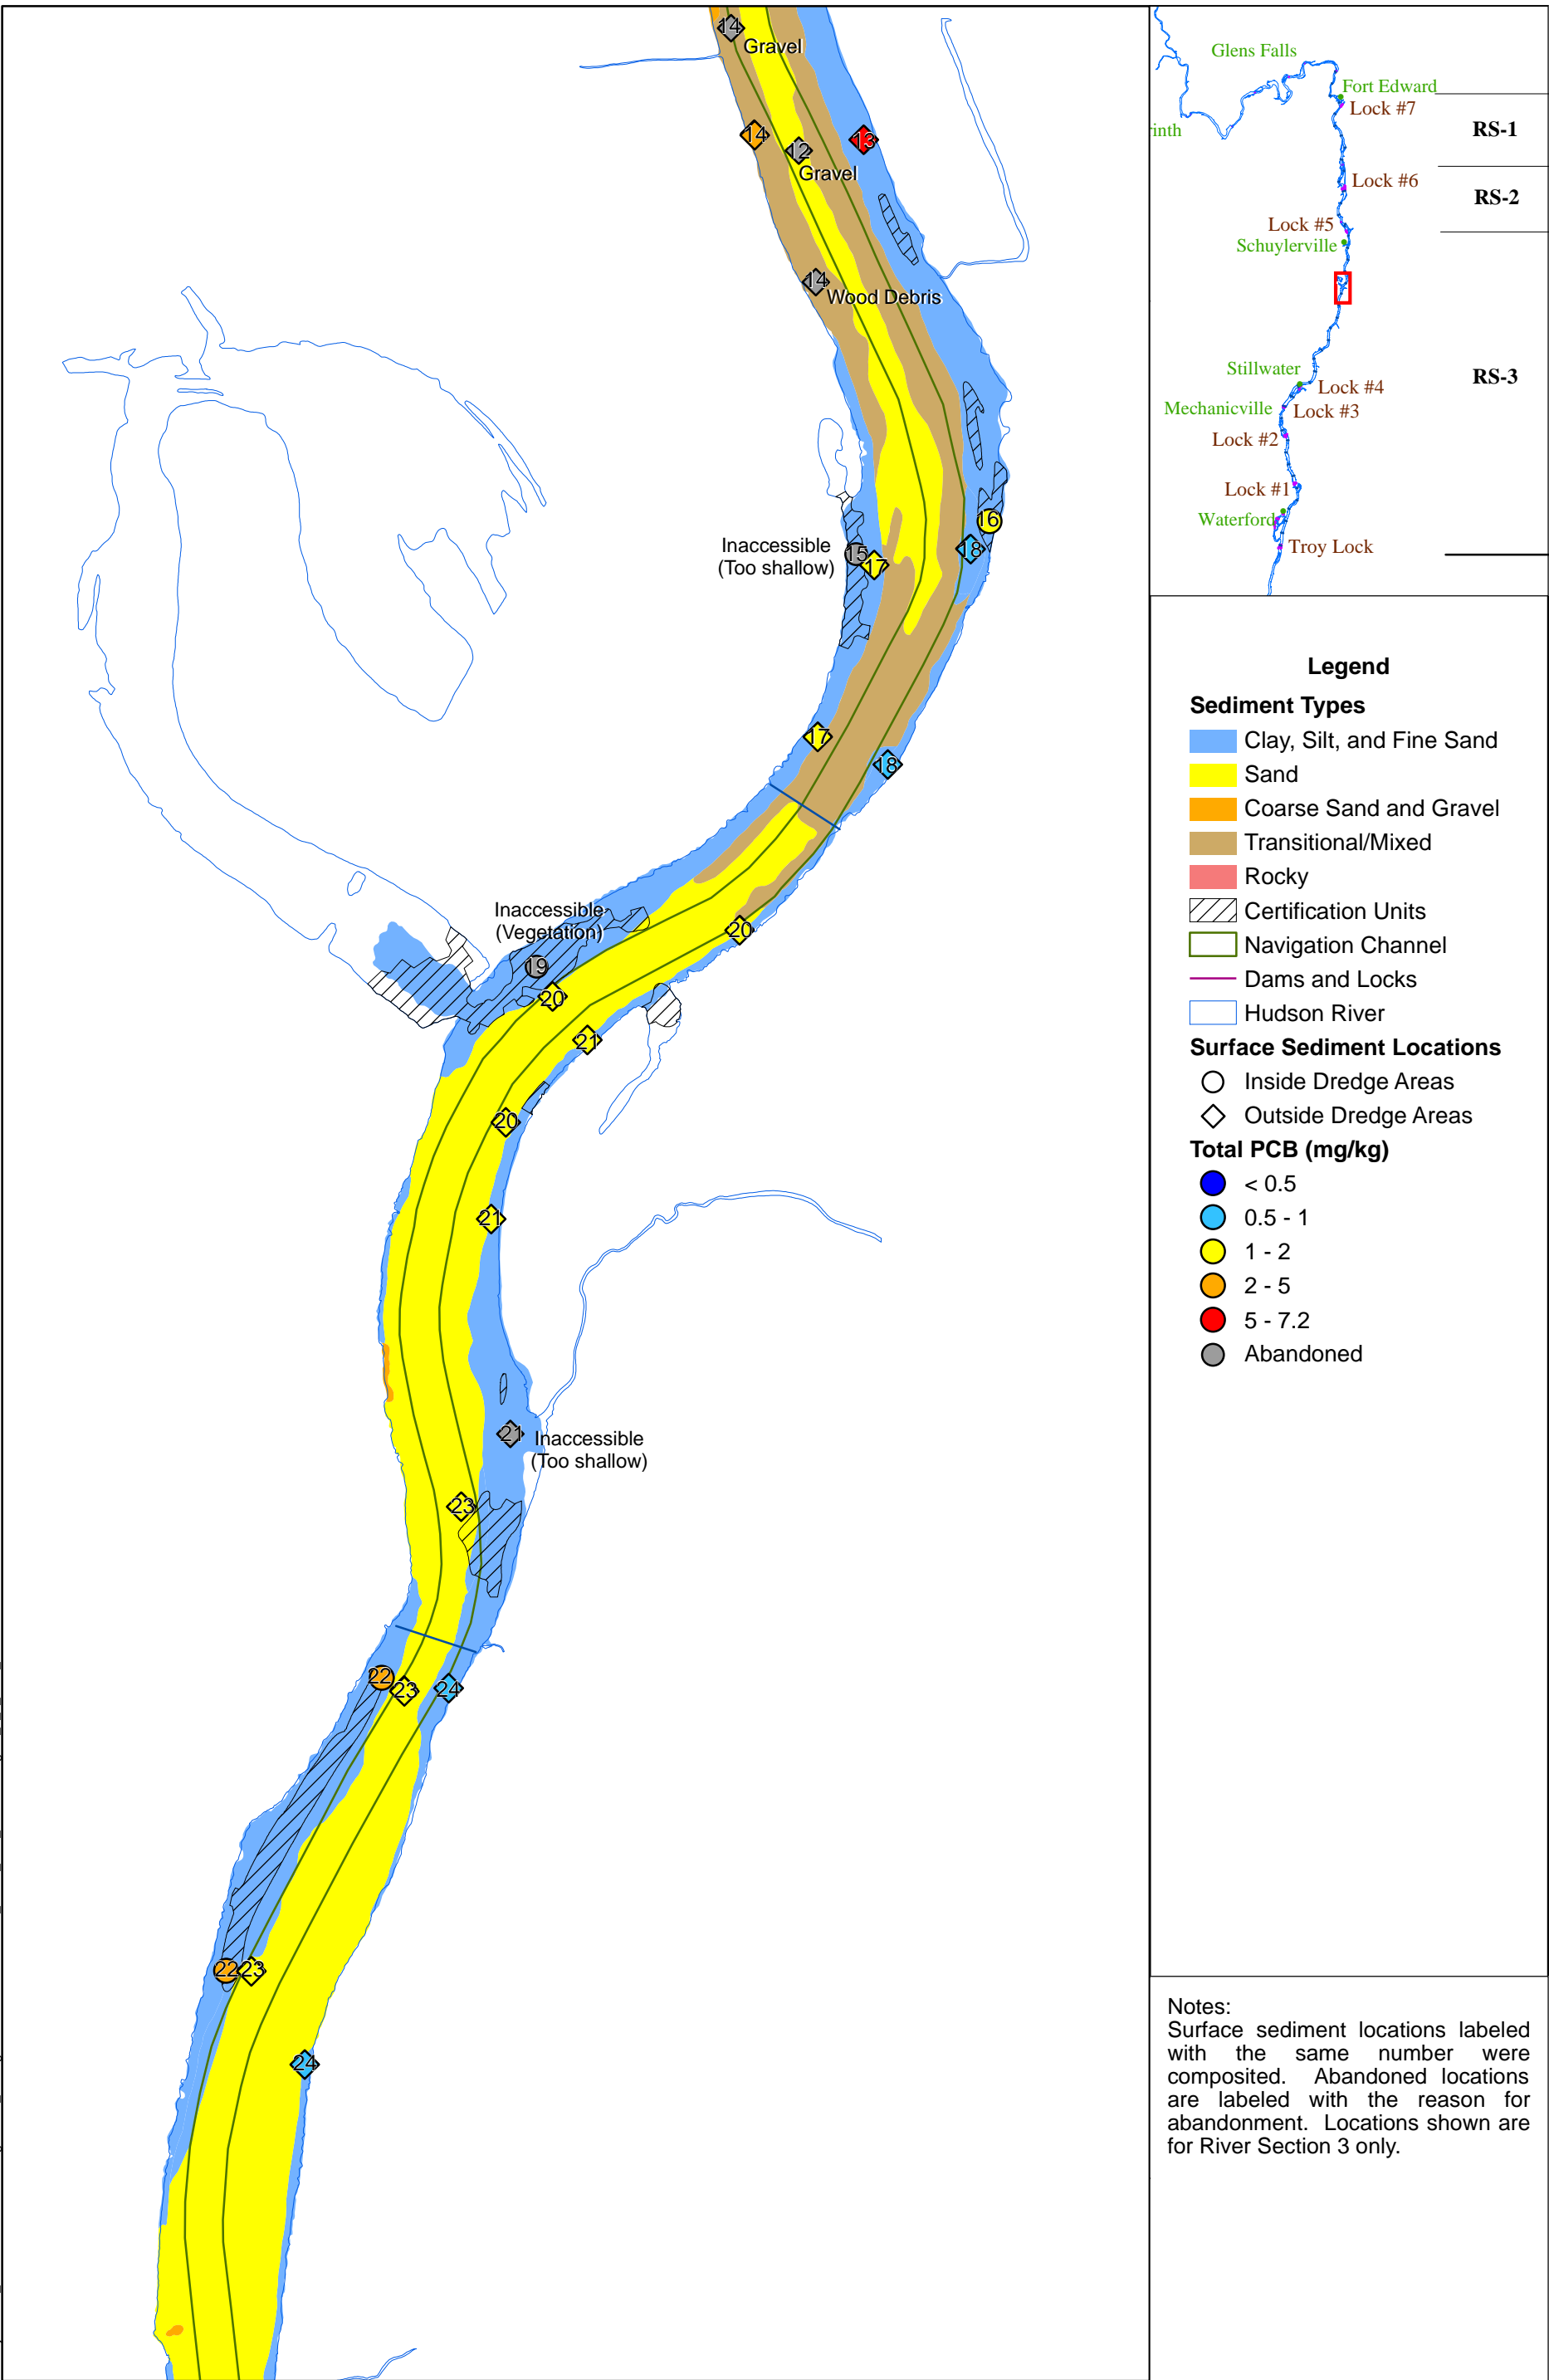 14
Gravel
14
12
Gravel
13
14
Wood Debris
16
Inaccessible
(Too shallow)
15
17
18
17
18
Inaccessible
(Vegetation)
19
20
20
21
20
21
21
Inaccessible
(Too shallow)
23
22
23
24
22
23
24
Glens Falls
Fort Edward
Lock #7
RS-1
rinth
Lock #6
RS-2
Lock #5
Schuylerville
Stillwater
Lock #4
RS-3
Mechanicville
Lock #3
Lock #2
Lock #1
Waterford
Troy Lock
Legend
Sediment Types
Clay, Silt, and Fine Sand
Sand
Coarse Sand and Gravel
Transitional/Mixed
Rocky
Certification Units
Navigation Channel
Dams and Locks
Hudson River
Surface Sediment Locations
Inside Dredge Areas
Outside Dredge Areas
Total PCB (mg/kg)
< 0.5
0.5 - 1
1 - 2
2 - 5
5 - 7.2
Abandoned
Notes:
Surface sediment locations labeled
with the same number were
composited. Abandoned locations
are labeled with the reason for
abandonment. Locations shown are
for River Section 3 only.